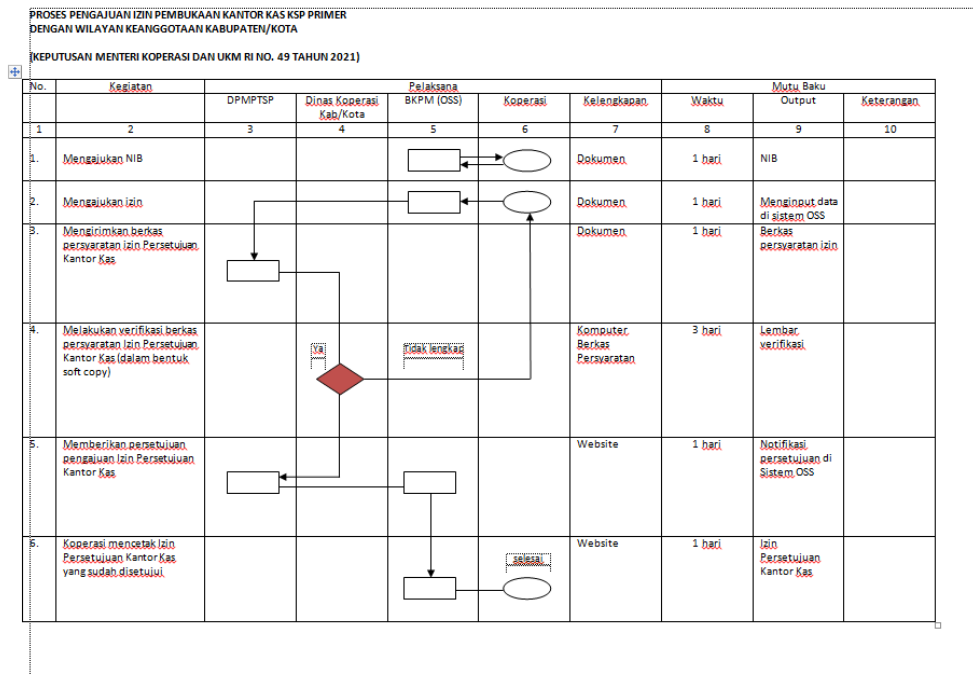 PROSES PENGAJUAN IZIN PEMBUKAAN KANTOR KAS KSP PRIMER
DENGAN WILAYAN KEANGGOTAAN KABUPATEN/KOTA
(KEPUTUSAN MENTERI KOPERASI DAN UKM RI NO. 49 TAHUN 2021)
No. Kegiatan Pelaksana Mutu Baku
DPMPTSP Dinas Koperasi BKPM (OSS) Koperasi Kelengkapan Waktu Output Keterangan
Kab/Kota
1 2 3 4 5 6 7 8 9 10
1. Mengajukan NIB Dokumen 1 hari NIB
2. Mengajukan izin Dokumen 1 hari Menginput data
di sistem OSS
3. Mengirimkan berkas Dokumen 1 hari Berkas
persyaratan izin Persetujuan persyaratan izin
Kantor Kas
4. Melakukan verifikasi berkas Komputer 3 hari Lembar
persyaratan Izin Persetujuan Ya Tidak lengkap Berkas verifikasi
Kantor Kas (dalam bentuk Persyaratan
soft copy)
5. Memberikan persetujuan Website 1 hari Notifikasi
pengajuan Izin Persetujuan persetujuan di
Kantor Kas Sistem OSS
6. Koperasi mencetak Izin Website 1 hari Izin
Persetujuan Kantor Kas selesai Persetujuan
yang sudah disetujui Kantor Kas